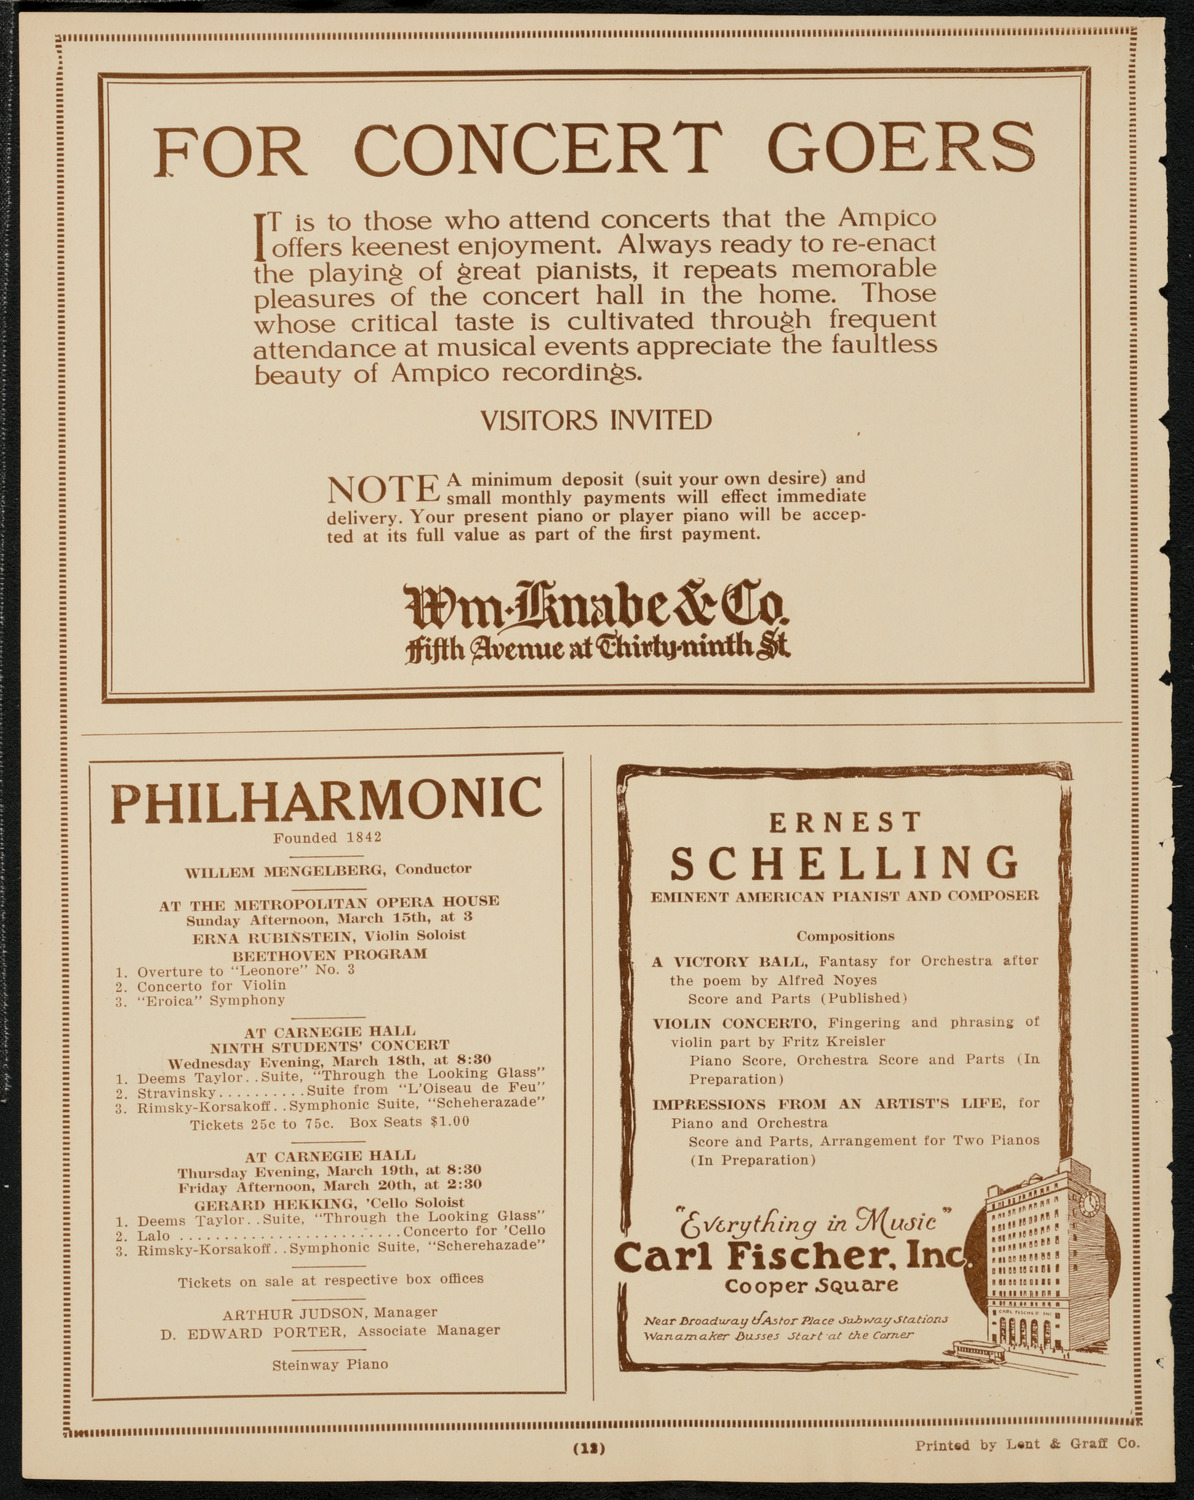 FOR CONCERT GOERS
IT is to those who attend concerts that the Ampico
offers keenest enjoyment. Always ready to re-enact
the playing of great pianists, it repeats memorable
pleasures of the concert hall in the home. Those
whose critical taste is cultivated through frequent
attendance at musical events appreciate the faultless
beauty of Ampico recordings.
VISITORS INVITED
NOTE A minimum deposit (suit your own desire) and
small monthly payments will effect immediate
delivery. Your present piano or player piano will be accep-
ted at its full value as part of the first payment.
Wm. Knabe & Co.
Fifth Avenue at Thirty-ninth St.
PHILHARMONIC
Founded 1842
WILLEM MENGELBERG, Conductor
AT THE METROPOLITAN OPERA HOUSE
Sunday Afternoon, March 15th, at 3
ERNA RUBINSTEIN, Violin Soloist
BEETHOVEN PROGRAM
1. Overture to "Leonore" No. 3
2. Concerto for Violin
3. "Eroica" Symphony
AT CARNEGIE HALL
NINTH STUDENTS' CONCERT
Wednesday Evening, March 18th, at 8:30
1. Deems Taylor..Suite, "Through the Looking Glass"
2. Stravinsky..........Suite from "L'Oiseau de Feu"
3. Rimsky-Korsakoff..Symphonic Suite, "Scheherazade"
Tickets 25c to 75c. Box Seats $1.00
AT CARNEGIE HALL
Thursday Evening, March 19th, at 8:30
Friday Afternoon, March 20th, at 2:30
GERARD HEKKING, 'Cello Soloist
1. Deems Taylor..Suite, "Through the Looking Glass"
2. Lalo .........................Concerto for 'Cello
3. Rimsky-Korsakoff..Symphonic Suite, "Scherehazade"
Tickets on sale at respective box offices
ARTHUR JUDSON, Manager
D. EDWARD PORTER, Associate Manager
Steinway Piano
ERNEST
SCHELLING
EMINENT AMERICAN PIANIST AND COMPOSER
Compositions
A VICTORY BALL, Fantasy for Orchestra after
the poem by Alfred Noyes
Score and Parts (Published)
VIOLIN CONCERTO, Fingering and phrasing of
violin part by Fritz Kreisler
Piano Score, Orchestra Score and Parts (In
Preparation)
IMPRESSIONS FROM AN ARTIST'S LIFE, for
Piano and Orchestra
Score and Parts, Arrangement for Two Pianos
(In Preparation)
"Everything in Music"
Carl Fischer, Inc.
Cooper Square
CARL FISCHER INC
Near Broadway & Astor Place Subway Stations
Wanamaker Busses Start at the Corner
(12)
Printed by Lent & Graff Co.